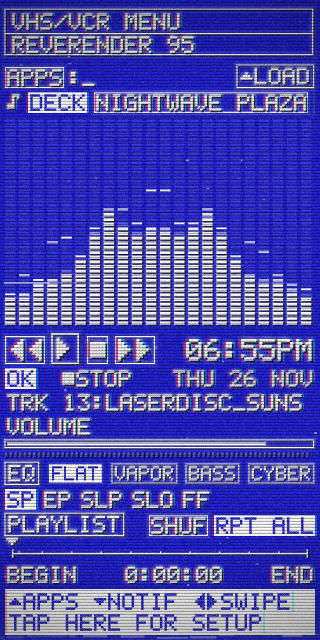 VHS/VCR MENU
REVERENDER 95
APPS:_ LOAD
DECK NIGHTWAVE PLAZA
06:55PM
OK STOP THU 26 NOV
TRK 13:LASERDISC_SUNS
VOLUME
EQ FLAT VAPOR BASS CYBER
SP EP SLP SLO FF
PLAYLIST SHUF RPT ALL
BEGIN 0:00:00 END
APPS NOTIF SWIPE
TAP HERE FOR SETUP